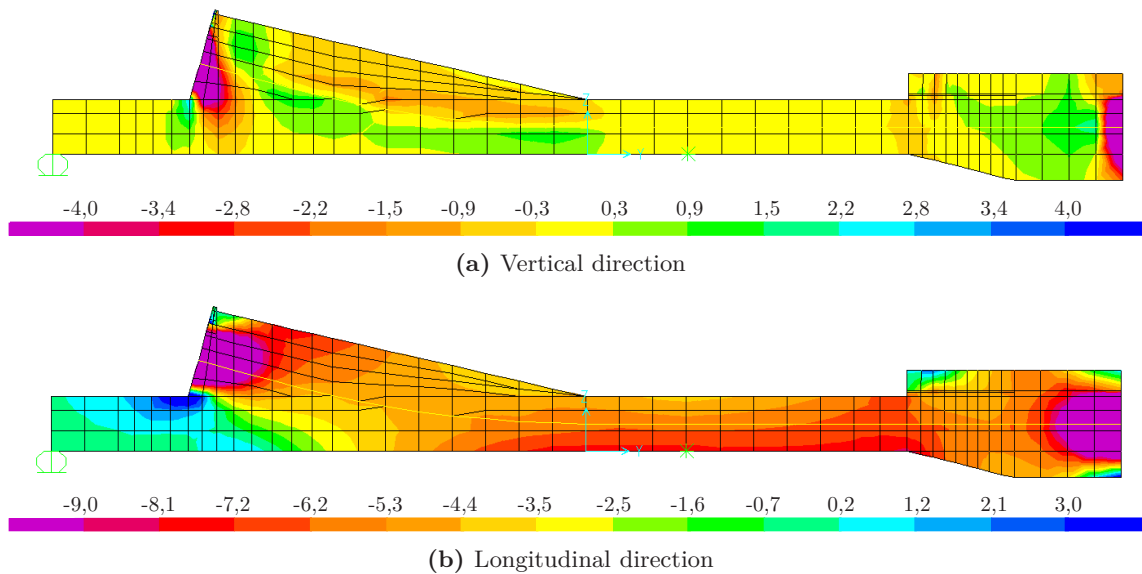 Z
Y
-4,0 -3,4 -2,8 -2,2 -1,5 -0,9 -0,3 0,3 0,9 1,5 2,2 2,8 3,4 4,0
(a) Vertical direction
Z
Y
-9,0 -8,1 -7,2 -6,2 -5,3 -4,4 -3,5 -2,5 -1,6 -0,7 0,2 1,2 2,1 3,0
(b) Longitudinal direction